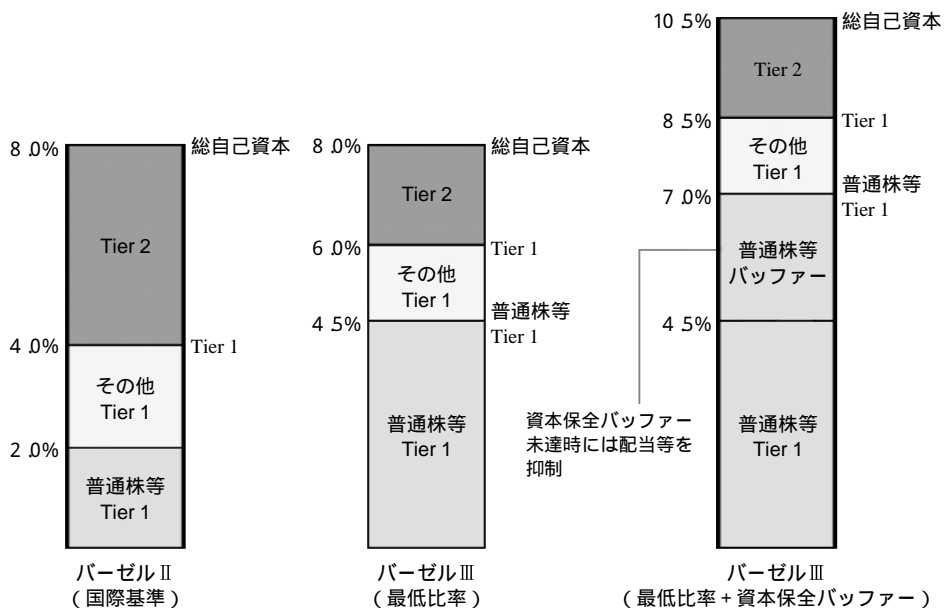 8.0%
総自己資本
Tier 2
4.0%
Tier 1
その他
Tier 1
2.0%
普通株等
Tier 1
バーゼルⅡ
(国際基準)
8.0%
総自己資本
Tier 2
6.0%
Tier 1
その他
Tier 1
4.5%
普通株等
Tier 1
普通株等
Tier 1
バーゼルⅢ
(最低比率)
10.5%
総自己資本
Tier 2
8.5%
Tier 1
その他
Tier 1
7.0%
普通株等
Tier 1
普通株等
バッファー
4.5%
資本保全バッファー
未達時には配当等を
抑制
普通株等
Tier 1
バーゼルⅢ
(最低比率+資本保全バッファー)